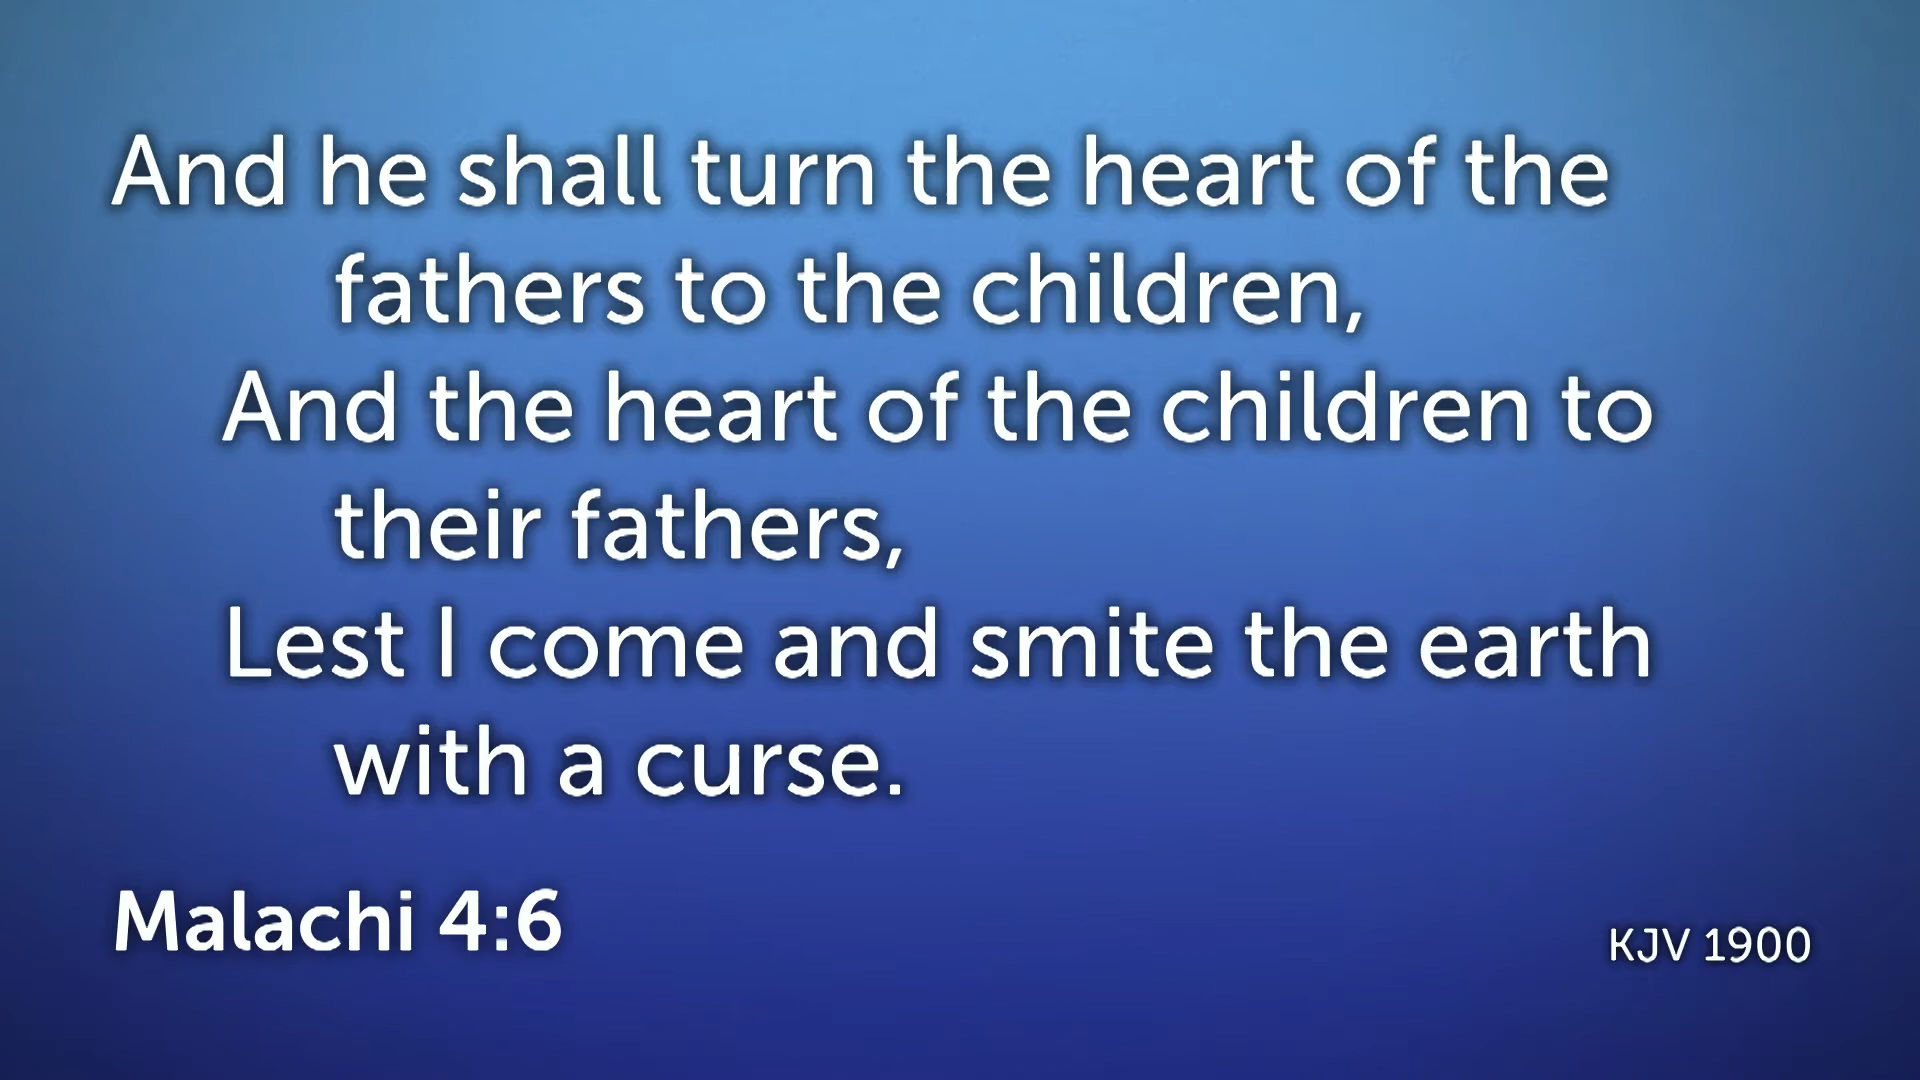 And he shall turn the heart of the
fathers to the children,
And the heart of the children to
their fathers,
Lest I come and smite the earth
with a curse.
Malachi 4:6
KJV 1900